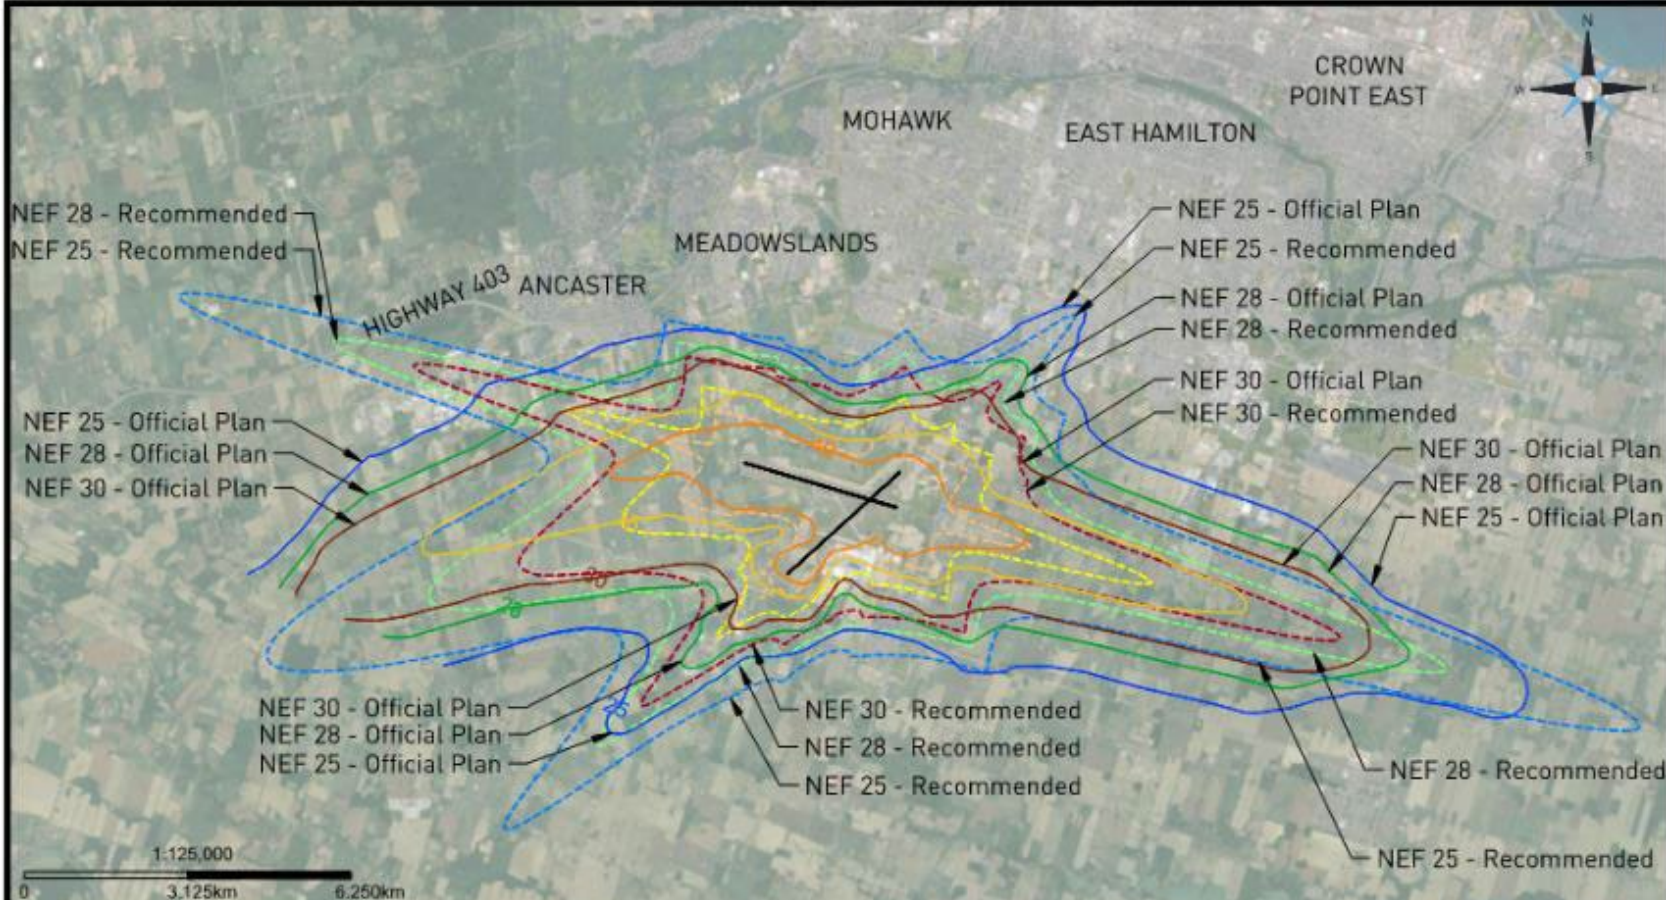 N
W
E
S
CROWN
POINT EAST
MOHAWK
EAST HAMILTON
NEF 28 - Recommended
NEF 25 - Recommended
NEF 25 - Official Plan
NEF 25 - Recommended
MEADOWSLANDS
HIGHWAY 403
ANCASTER
NEF 28 - Official Plan
NEF 28 - Recommended
NEF 30 - Official Plan
NEF 30 - Recommended
NEF 25 - Official Plan
NEF 28 - Official Plan
NEF 30 - Official Plan
NEF 30 - Official Plan
NEF 28 - Official Plan
NEF 25 - Official Plan
30
28
25
NEF 30 - Official Plan
NEF 28 - Official Plan
NEF 25 - Official Plan
NEF 30 - Recommended
NEF 28 - Recommended
NEF 25 - Recommended
NEF 28 - Recommended
NEF 25 - Recommended
1:125,000
0 3.125km 6.250km